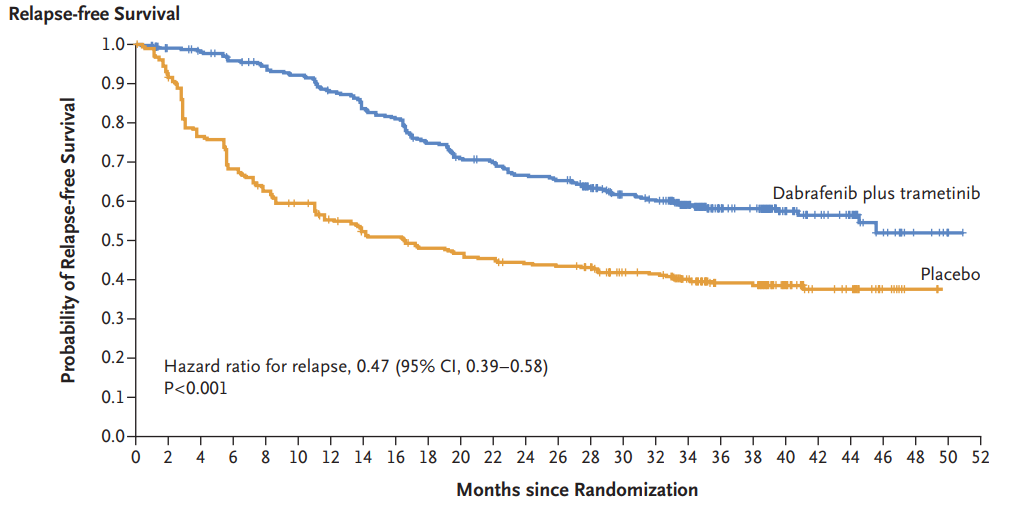 Relapse-free Survival
1.0
0.9
0.8
0.7
0.6
0.5
0.4
0.3
0.2
0.1
0.0
Probability of Relapse-free Survival
Dabrafenib plus trametinib
Placebo
Hazard ratio for relapse, 0.47 (95% CI, 0.39–0.58)
P<0.001
0 2 4 6 8 10 12 14 16 18 20 22 24 26 28 30 32 34 36 38 40 42 44 46 48 50 52
Months since Randomization